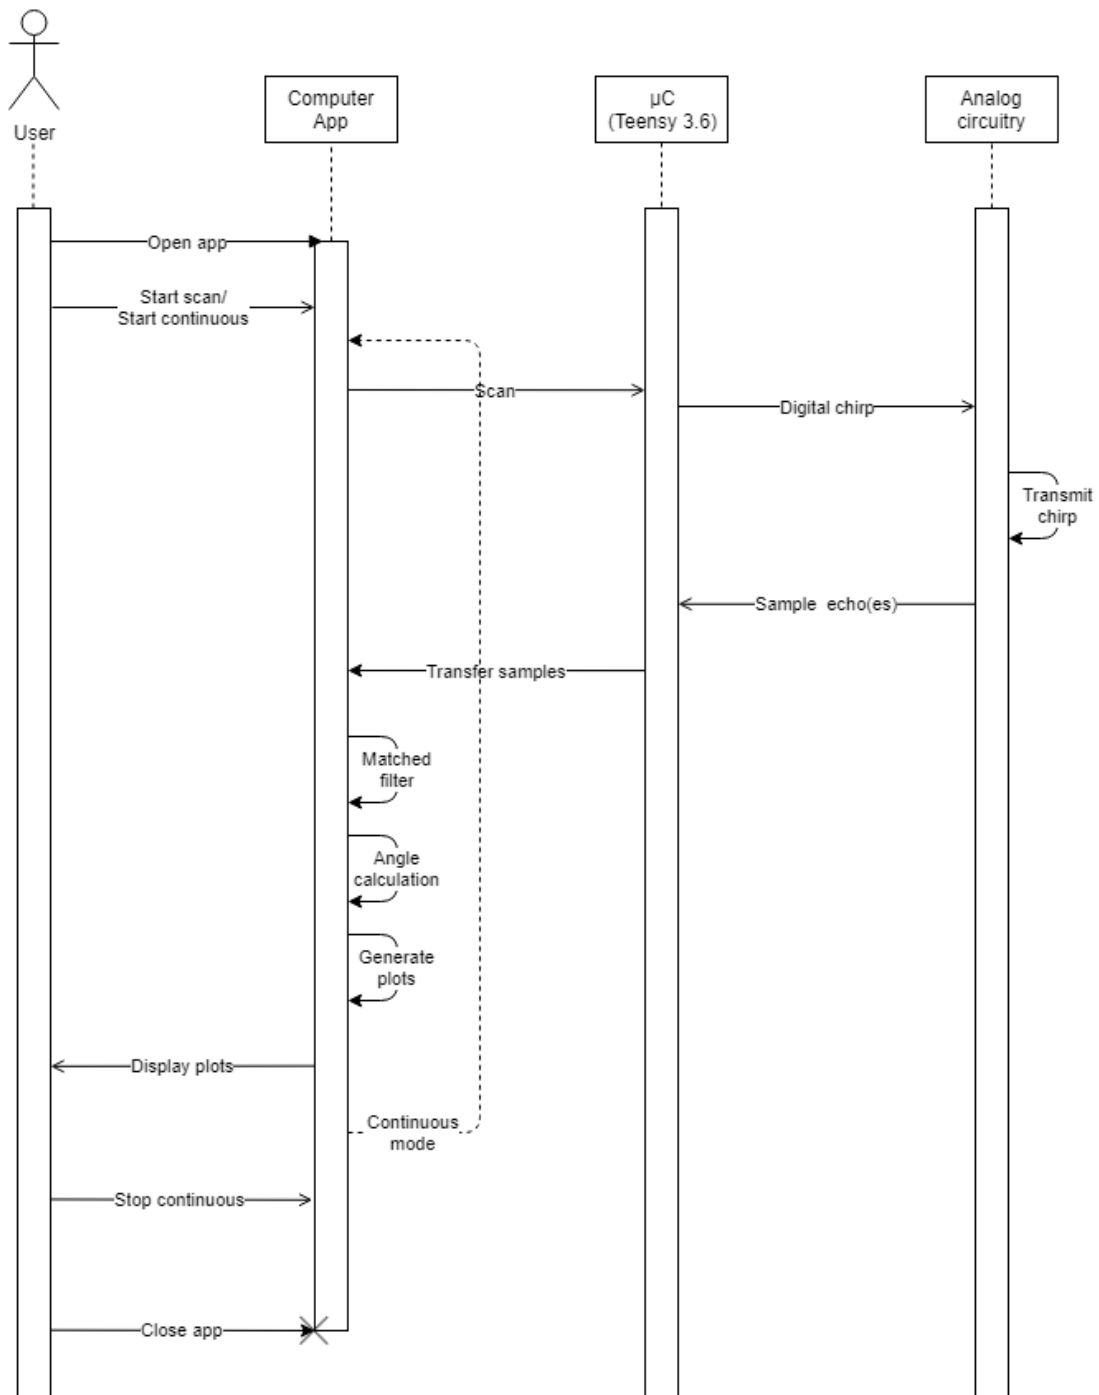 User
Computer
App
µC
(Teensy 3.6)
Analog
circuitry
Open app
Start scan/
Start continuous
Scan
Digital chirp
Transmit
chirp
Sample echo(es)
Transfer samples
Matched
filter
Angle
calculation
Generate
plots
Display plots
Continuous
mode
Stop continuous
Close app